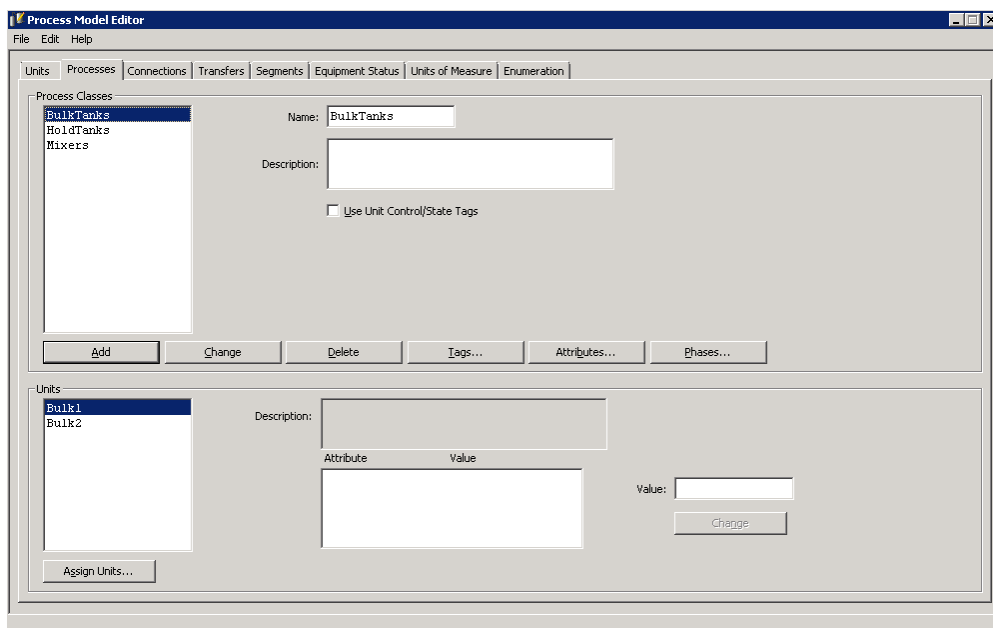 Process Model Editor
File Edit Help
Units Processes Connections Transfers Segments Equipment Status Units of Measure Enumeration
Process Classes
BulkTanks
HoldTanks
Mixers
Name: BulkTanks
Description:
Use Unit Control/State Tags
Add Change Delete Tags... Attributes... Phases...
Units
Bulk1
Bulk2
Description:
Attribute Value
Value:
Change
Assign Units...